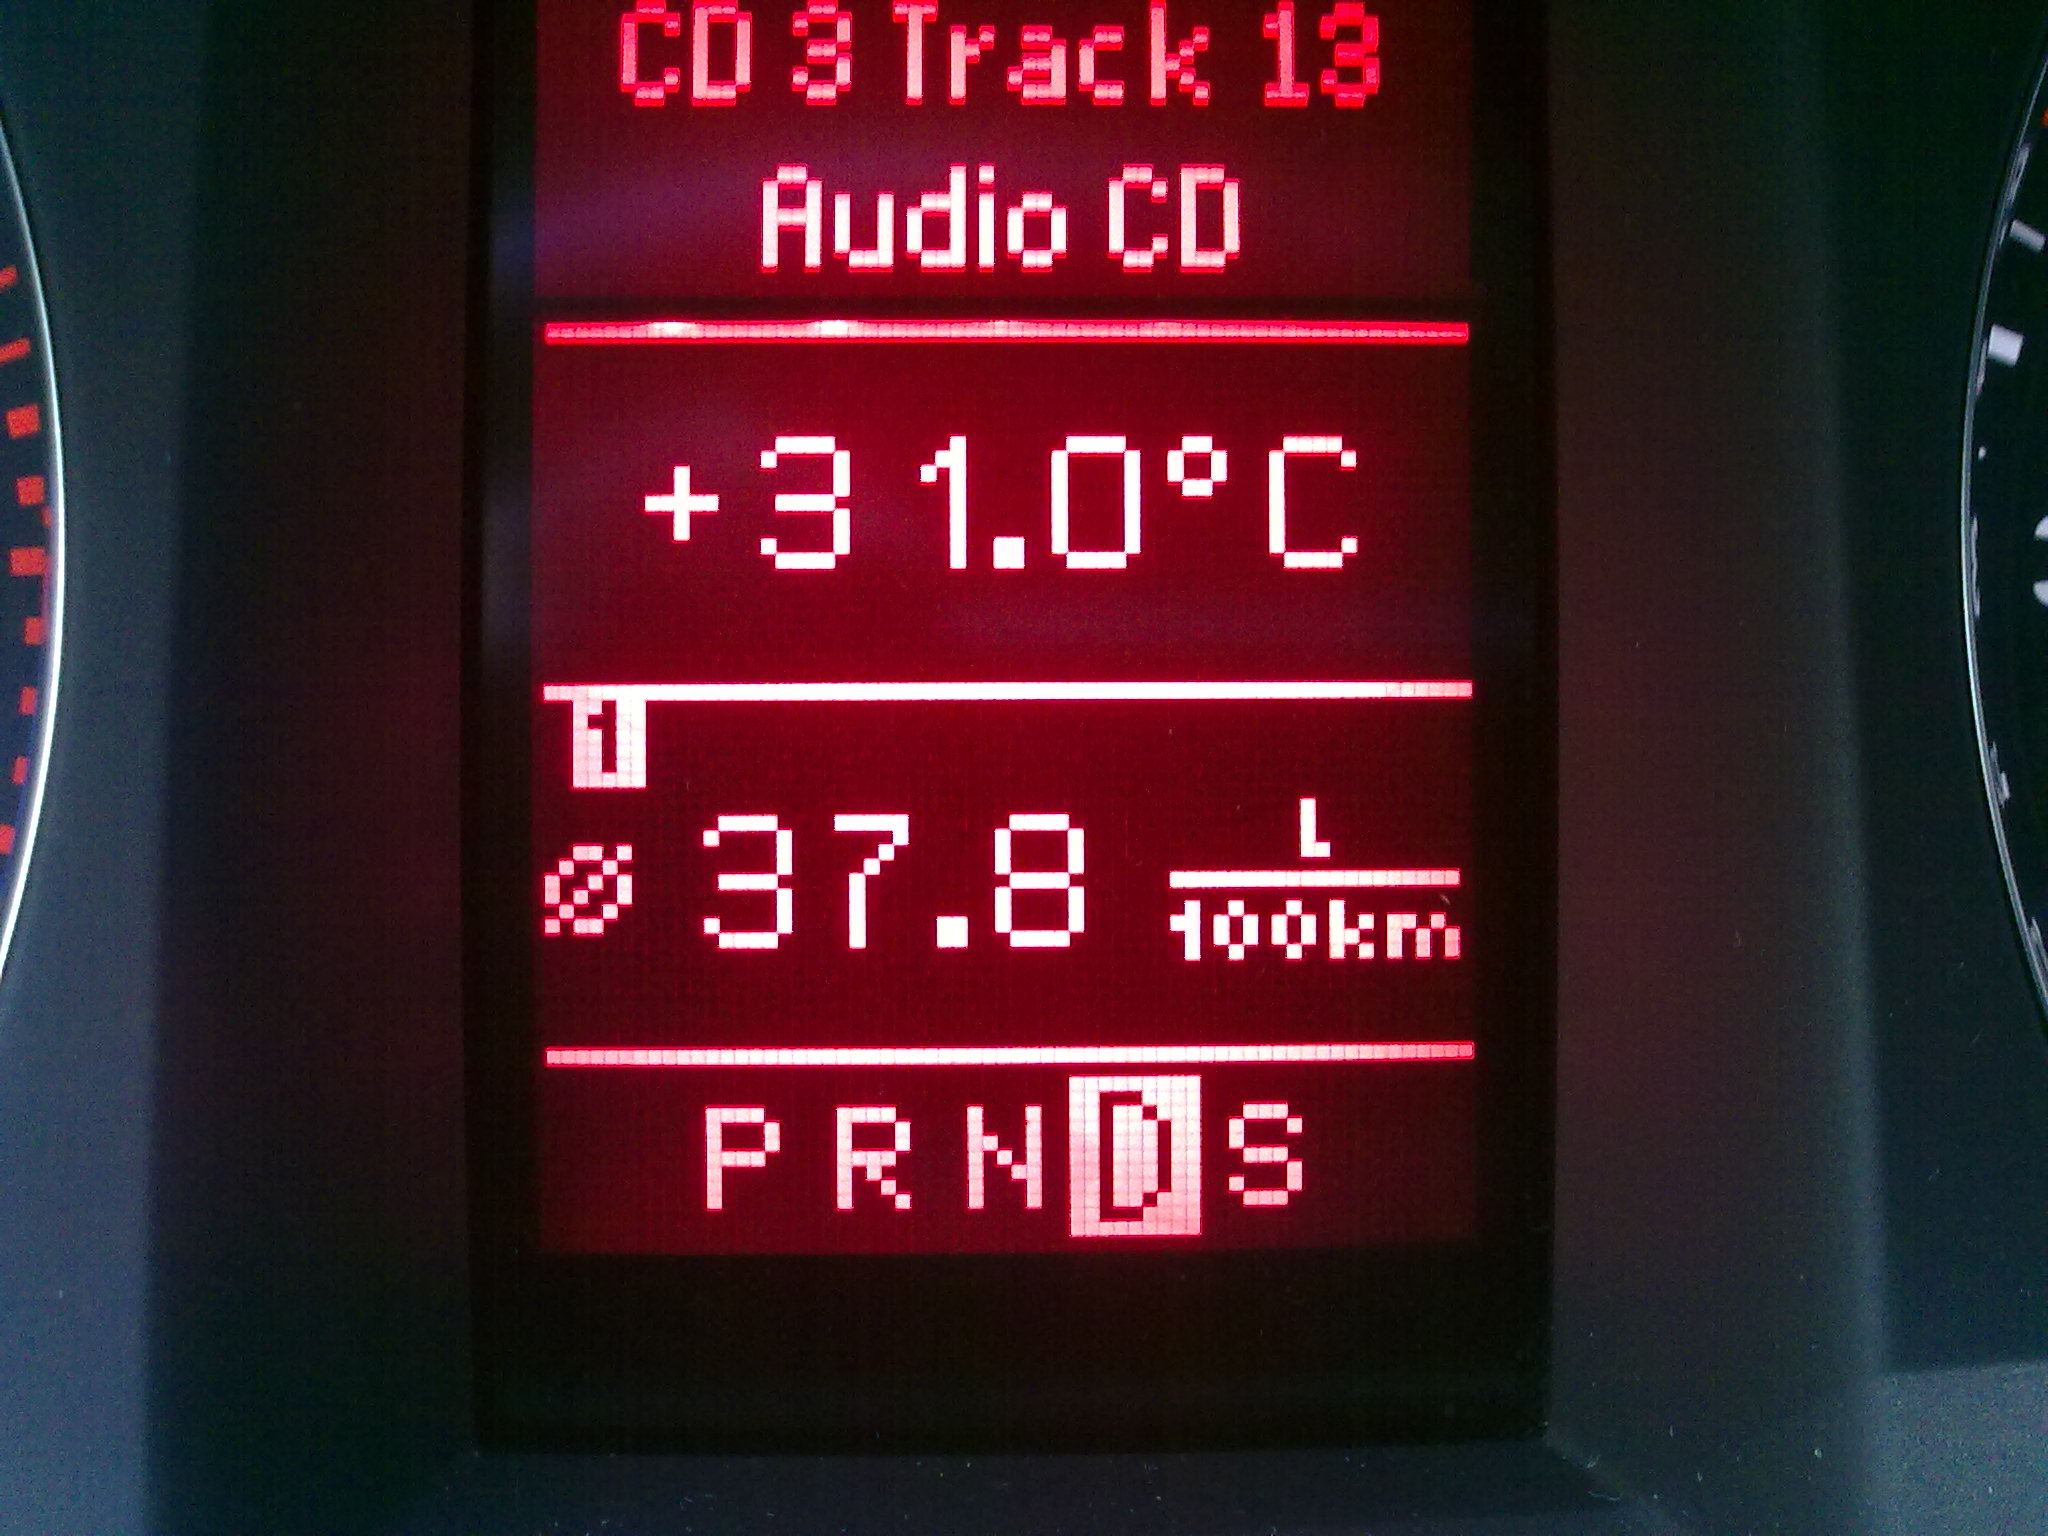 CD 3 Track 13
Audio CD
+31.0°C
1
Ø 37.8 L/100km
P R N D S